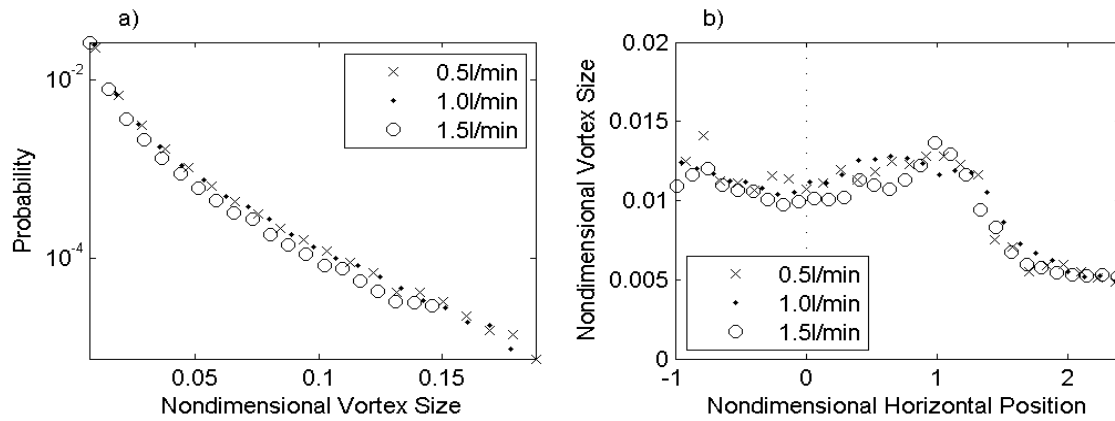 a)
10^-2
10^-4
Probability
0.5l/min
1.0l/min
1.5l/min
0.05
0.1
0.15
Nondimensional Vortex Size
b)
0.02
0.015
0.01
0.005
0
Nondimensional Vortex Size
0.5l/min
1.0l/min
1.5l/min
-1
0
1
2
Nondimensional Horizontal Position